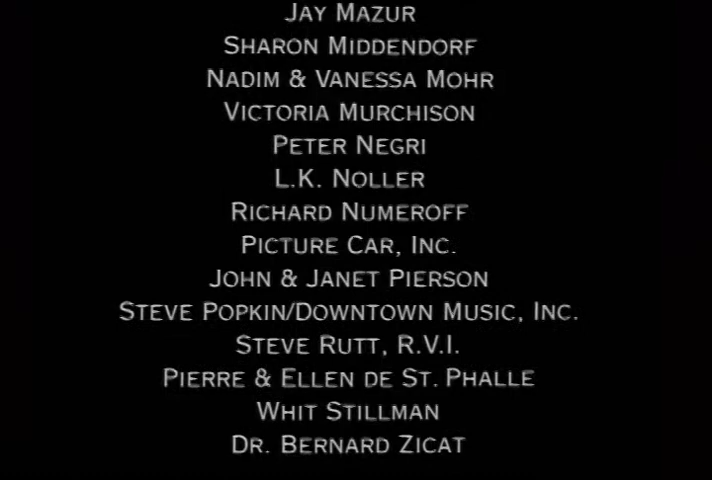 JAY MAZUR
SHARON MIDDENDORF
NADIM & VANESSA MOHR
VICTORIA MURCHISON
PETER NEGRI
L.K. NOLLER
RICHARD NUMEROFF
PICTURE CAR, INC.
JOHN & JANET PIERSON
STEVE POPKIN/DOWNTOWN MUSIC, INC.
STEVE RUTT, R.V.I.
PIERRE & ELLEN DE ST. PHALLE
WHIT STILLMAN
DR. BERNARD ZICAT